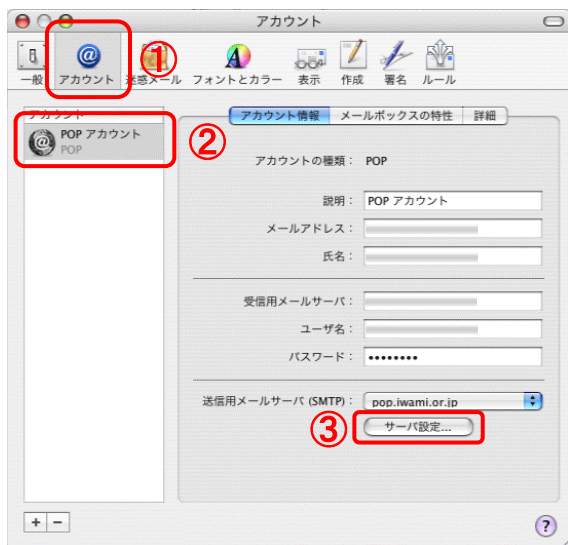 アカウント
一般 アカウント 迷惑メール フォントとカラー 表示 作成 署名 ルール
①
アカウント
POP アカウント
POP
②
アカウント情報 メールボックスの特性 詳細
アカウントの種類： POP
説明： POP アカウント
メールアドレス：
氏名：
受信用メールサーバ：
ユーザ名：
パスワード： ••••••••
送信用メールサーバ (SMTP)： pop.iwami.or.jp
③ サーバ設定...
+ −
?